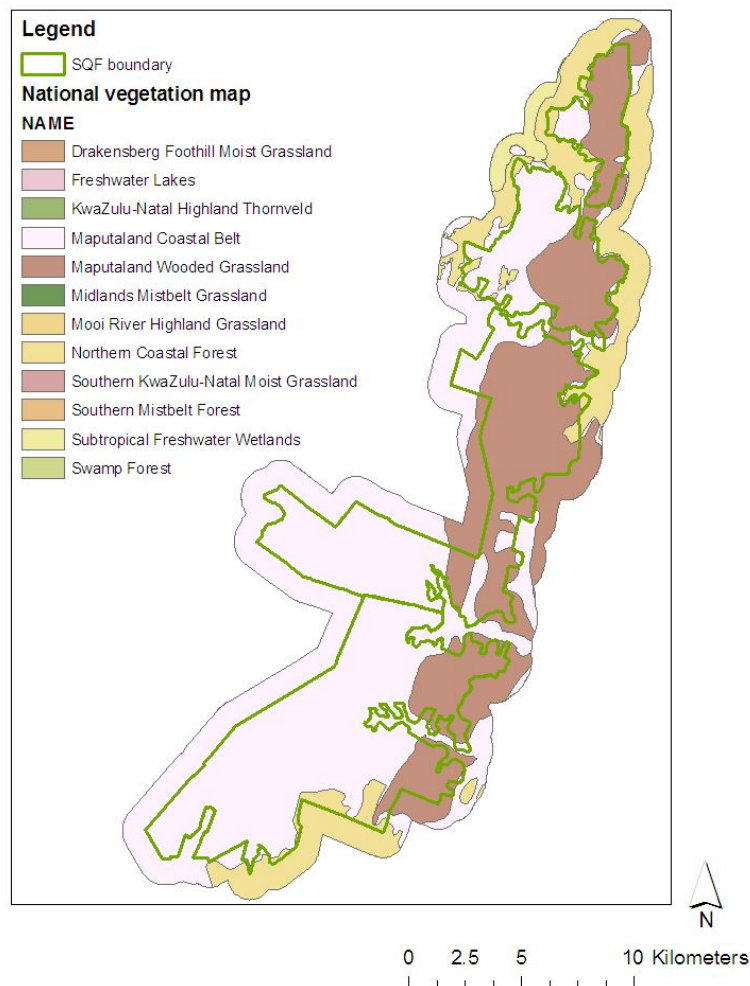 Legend
SQF boundary
National vegetation map
NAME
Drakensberg Foothill Moist Grassland
Freshwater Lakes
KwaZulu-Natal Highland Thornveld
Maputaland Coastal Belt
Maputaland Wooded Grassland
Midlands Mistbelt Grassland
Mooi River Highland Grassland
Northern Coastal Forest
Southern KwaZulu-Natal Moist Grassland
Southern Mistbelt Forest
Subtropical Freshwater Wetlands
Swamp Forest
N
0 2.5 5 10 Kilometers